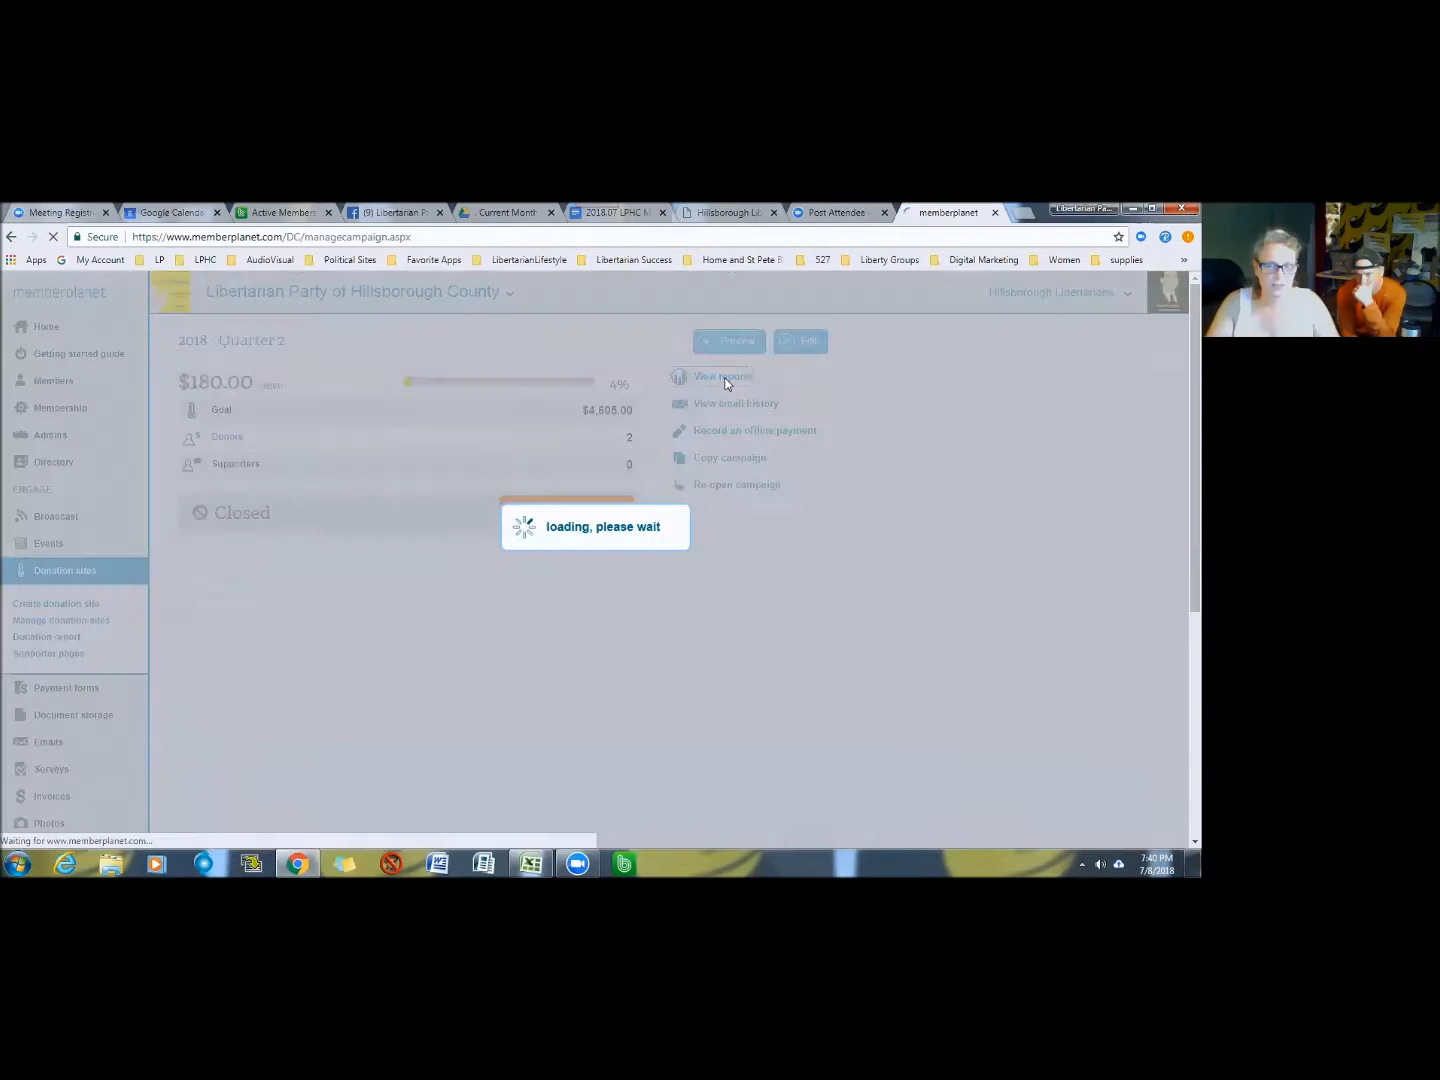 Meeting Registr
Google Calenda
Active Members
(9) Libertarian P
Current Month
2018.07 LPHC M
Hillsborough Lib
Post Attendee
memberplanet
Libertarian Pa...
Secure
https://www.memberplanet.com/DC/managecampaign.aspx
Apps
My Account
LP
LPHC
AudioVisual
Political Sites
Favorite Apps
LibertarianLifestyle
Libertarian Success
Home and St Pete B
527
Liberty Groups
Digital Marketing
Women
supplies
»
memberplanet
Libertarian Party of Hillsborough County
Hillsborough Libertarians
Home
Getting started guide
Members
Membership
Admins
Directory
ENGAGE
Broadcast
Events
Donation sites
Create donation site
Manage donation sites
Donation report
Supporter pages
Payment forms
Document storage
Emails
Surveys
Invoices
Photos
2018 - Quarter 2
Preview
Edit
$180.00
4%
Goal $4,605.00
Donors 2
Supporters 0
Closed
View reports
View email history
Record an offline payment
Copy campaign
Re-open campaign
loading, please wait
Waiting for www.memberplanet.com...
7:40 PM
7/8/2018